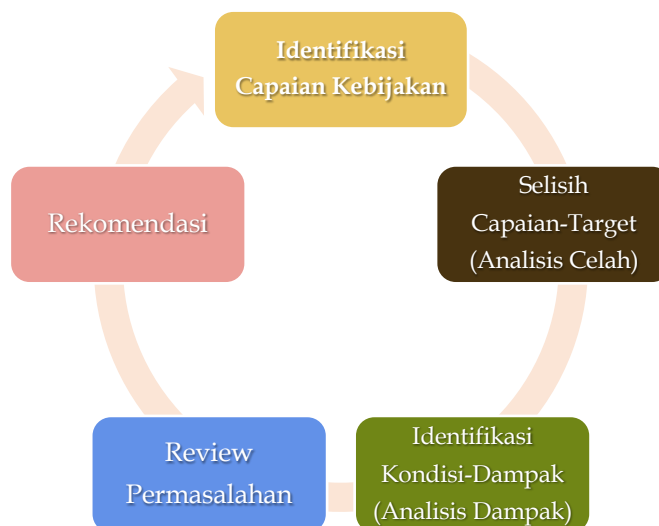 Identifikasi
Capaian Kebijakan
Selisih
Capaian-Target
(Analisis Celah)
Identifikasi
Kondisi-Dampak
(Analisis Dampak)
Review
Permasalahan
Rekomendasi